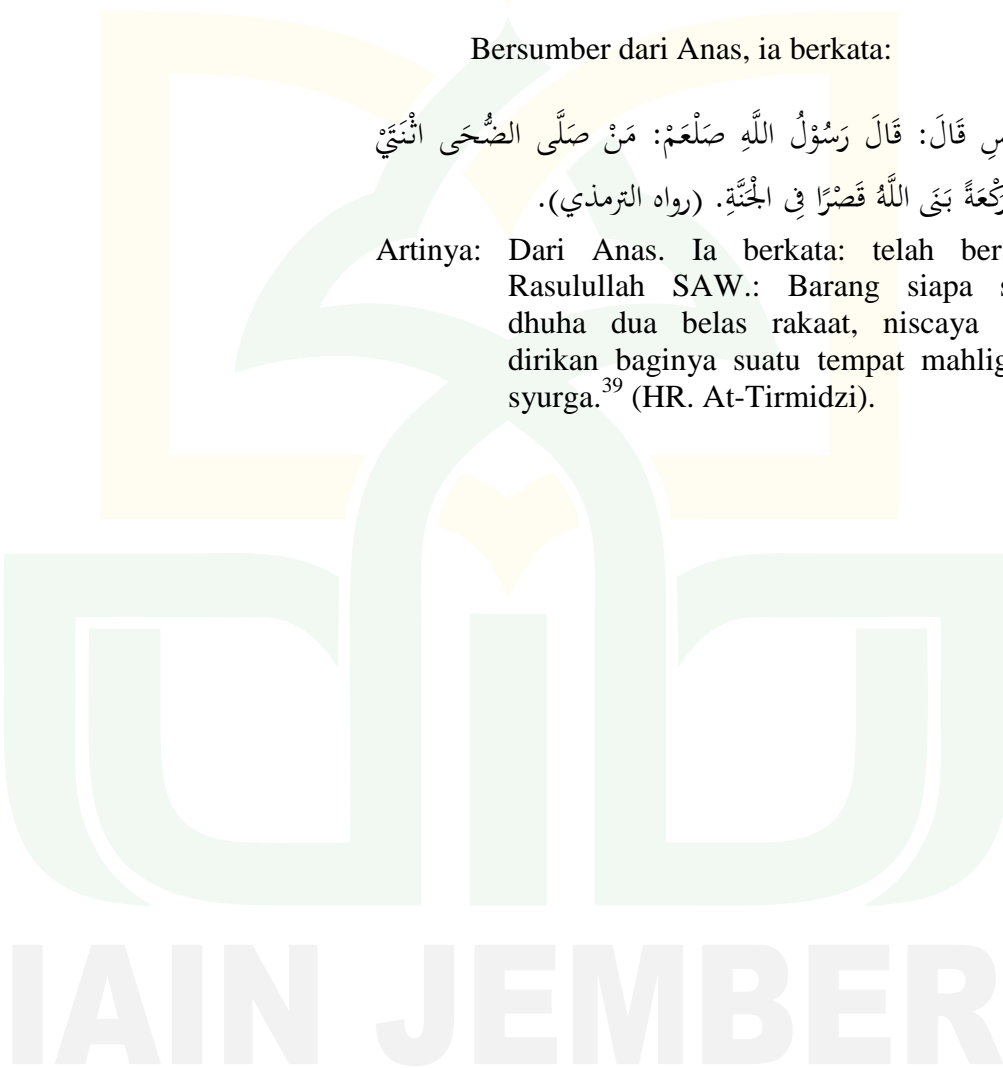 Bersumber dari Anas, ia berkata:
قَالَ: قَالَ رَسُوْلُ اللَّهِ صَلْعَمْ: مَنْ صَلَّى الضُّحَى اثْنَتَيْ
رَكْعَةً بَنَى اللَّهُ قَصْرًا فِى الْجَنَّةِ. (رواه الترمذي).
Artinya: Dari Anas. Ia berkata: telah ber
Rasulullah SAW.: Barang siapa s
dhuha dua belas rakaat, niscaya
dirikan baginya suatu tempat mahlig
syurga.39 (HR. At-Tirmidzi).
IAIN JEMBER